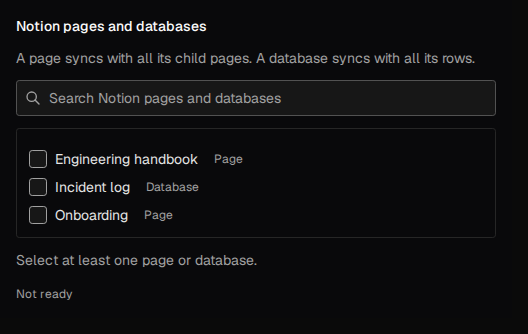 Notion pages and databases
A page syncs with all its child pages. A database syncs with all its rows.
Search Notion pages and databases
Engineering handbook Page
Incident log Database
Onboarding Page
Select at least one page or database.
Not ready